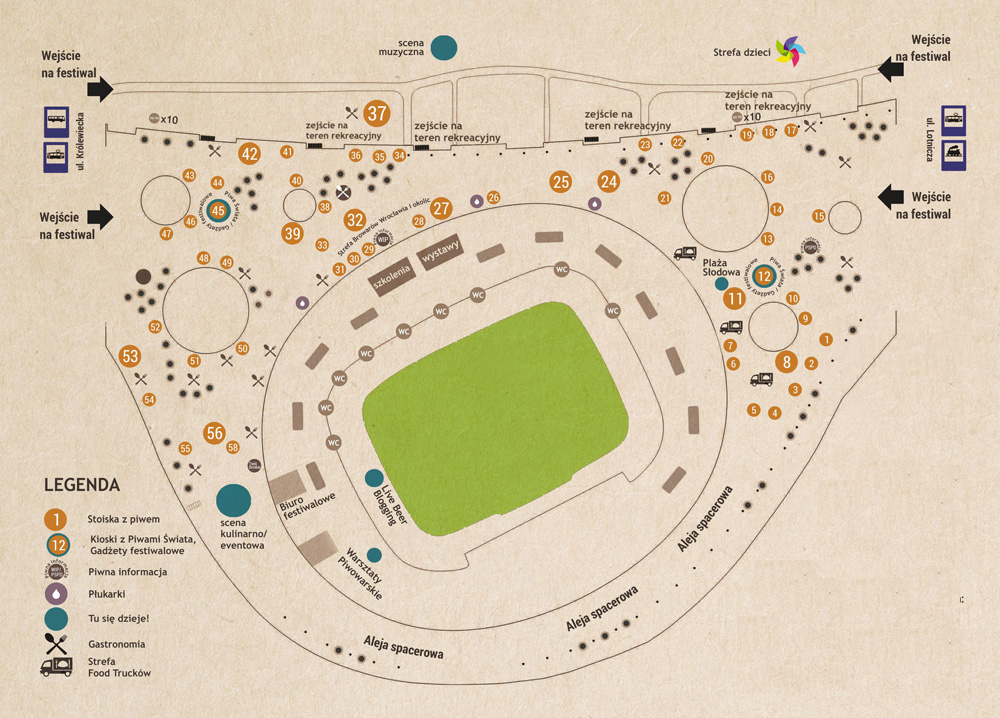 scena
muzyczna
Strefa dzieci
Wejście
na festiwal
Wejście
na festiwal
ul. Królewiecka
ul. Lotnicza
x10
37
zejście na
teren rekreacyjny
zejście na
teren rekreacyjny
zejście na
teren rekreacyjny
zejście na
teren rekreacyjny
x10
42
41
36
35
34
23
22
19
18
17
20
43
44
40
38
45
Piwa Świata / Gadżety festiwalowe
46
47
39
32
33
27
28
26
25
24
21
16
14
13
15
Wejście
na festiwal
Wejście
na festiwal
Strefa Browarów Wrocławia i okolic
WIP
29
30
31
szkolenia
wystawy
48
49
52
51
50
53
54
55
56
58
PSPD
Plaża
Słodowa
12
Piwa Świata / Gadżety festiwalowe
11
10
9
7
6
8
1
2
3
5
4
WC
WC
WC
WC
WC
WC
WC
WC
WC
Biuro
festiwalowe
Live Beer
Blogging
Warsztaty
Piwowarskie
scena
kulinarno/
eventowa
Aleja spacerowa
Aleja spacerowa
Aleja spacerowa
LEGENDA
1
Stoiska z piwem
12
Kioski z Piwami Świata,
Gadżety festiwalowe
Piwna informacja
Płukarki
Tu się dzieje!
Gastronomia
Strefa
Food Trucków